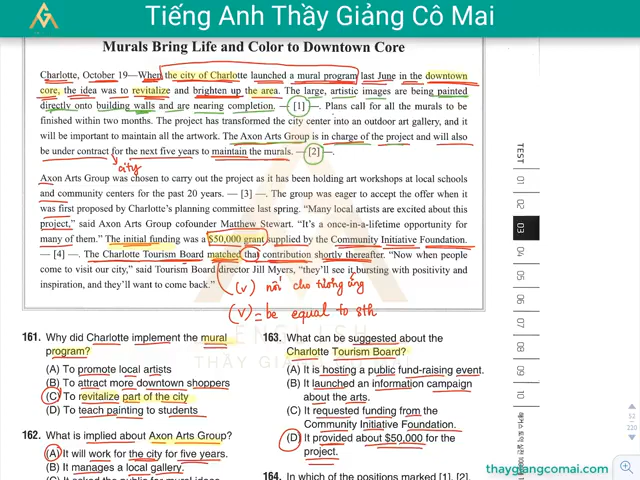 Tiếng Anh Thầy Giảng Cô Mai
Murals Bring Life and Color to Downtown Core
Charlotte, October 19—When the city of Charlotte launched a mural program last June in the downtown
core, the idea was to revitalize and brighten up the area. The large, artistic images are being painted
directly onto building walls and are nearing completion. — [1] — Plans call for all the murals to be
finished within two months. The project has transformed the city center into an outdoor art gallery, and it
will be important to maintain all the artwork. The Axon Arts Group is in charge of the project and will also
be under contract for the next five years to maintain the murals. — [2] —
city
Axon Arts Group was chosen to carry out the project as it has been holding art workshops at local schools
and community centers for the past 20 years. — [3] — The group was eager to accept the offer when it
was first proposed by Charlotte's planning committee last spring. "Many local artists are excited about this
project," said Axon Arts Group cofounder Matthew Stewart. "It's a once-in-a-lifetime opportunity for
many of them." The initial funding was a $50,000 grant supplied by the Community Initiative Foundation.
— [4] — The Charlotte Tourism Board matched that contribution shortly thereafter. "Now when people
come to visit our city," said Tourism Board director Jill Myers, "they'll see it bursting with positivity and
inspiration, and they'll want to come back."
(v) nối cho tương ứng
(v) = be equal to sth
ENGLISH
THẦY GIẢNG
161. Why did Charlotte implement the mural
program?
(A) To promote local artists
(B) To attract more downtown shoppers
(C) To revitalize part of the city
(D) To teach painting to students
162. What is implied about Axon Arts Group?
(A) It will work for the city for five years.
(B) It manages a local gallery.
163. What can be suggested about the
Charlotte Tourism Board?
(A) It is hosting a public fund-raising event.
(B) It launched an information campaign
about the arts.
(C) It requested funding from the
Community Initiative Foundation.
(D) It provided about $50,000 for the
project.
164. In which of the positions marked [1], [2],
TEST
01
02
03
04
05
06
07
08
09
10
52
220
thaygiangcomai.com